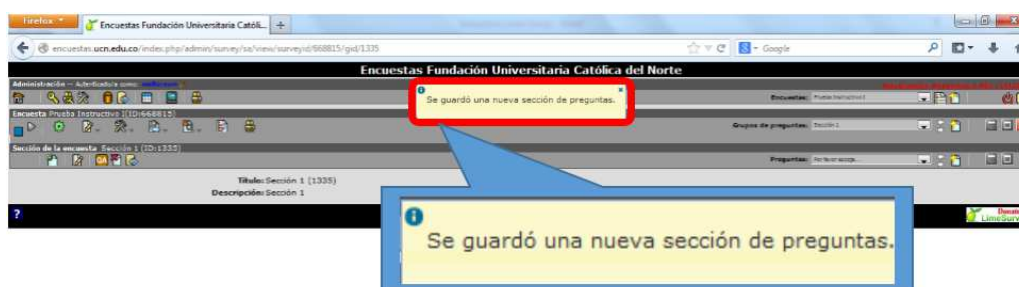 Firefox
Encuestas Fundación Universitaria Católi...
encuestas.ucn.edu.co/index.php/admin/survey/sa/view/surveyid/668815/gid/1335
Google
Encuestas Fundación Universitaria Católica del Norte
Administración --
Se guardó una nueva sección de preguntas.
Encuestas:
Encuesta Prueba Instructivo I(ID:668815)
Grupos de preguntas: Sección 1
Sección de la encuesta Sección 1 (ID:1335)
Preguntas:
Título: Sección 1 (1335)
Descripción: Sección 1
?
Se guardó una nueva sección de preguntas.